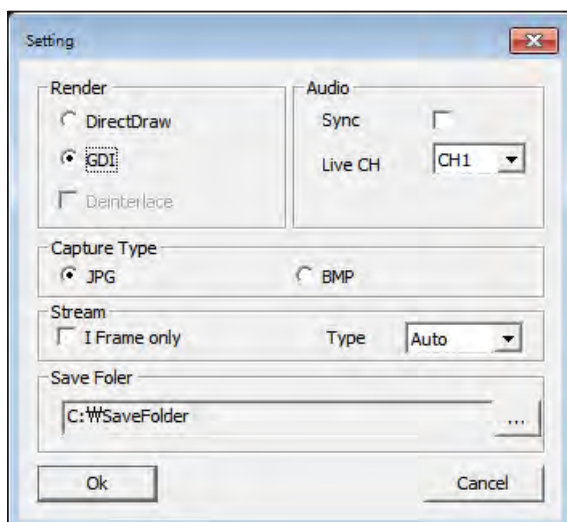 Setting
Render
DirectDraw
GDI
Deinterlace
Audio
Sync
Live CH
CH1
Capture Type
JPG
BMP
Stream
I Frame only
Type
Auto
Save Foler
C:₩SaveFolder
...
Ok
Cancel